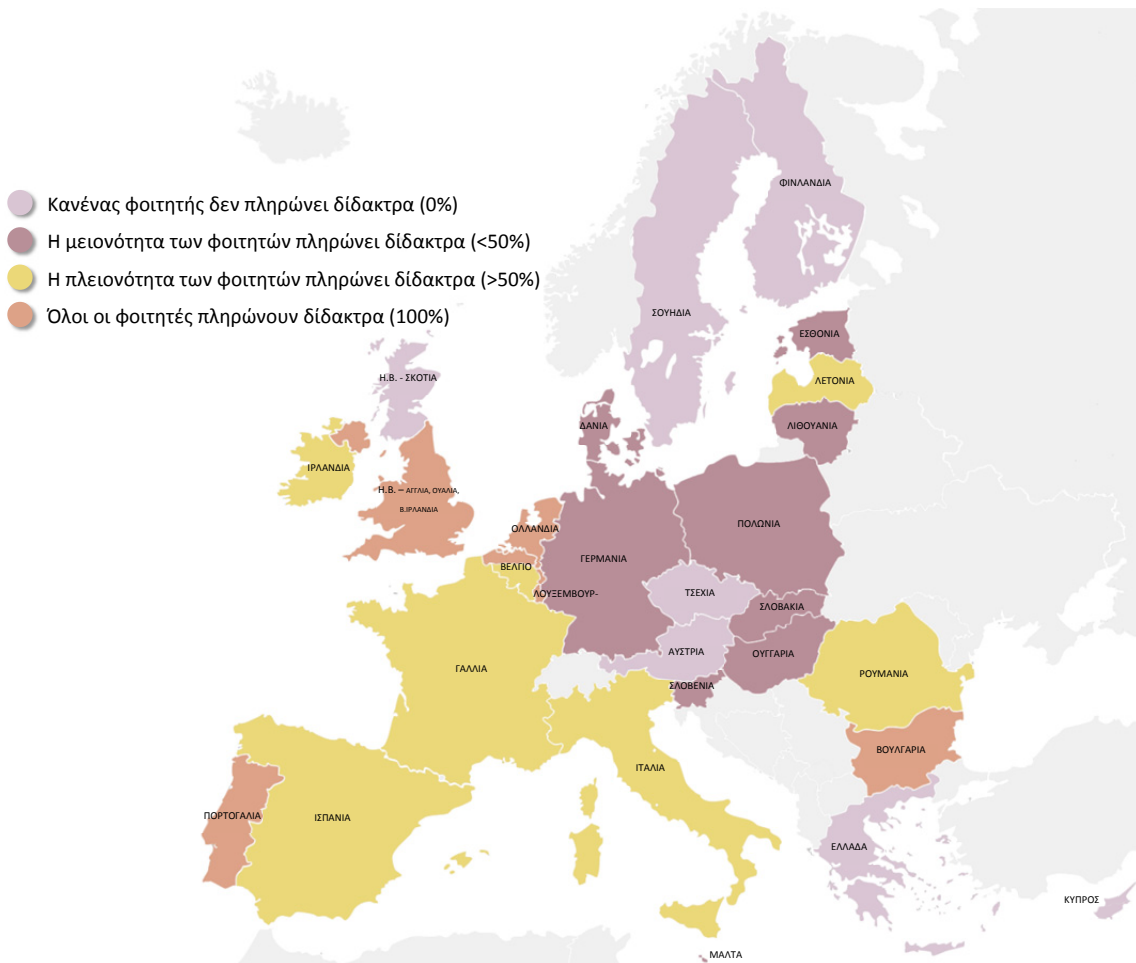 Κανένας φοιτητής δεν πληρώνει δίδακτρα (0%)
Η μειονότητα των φοιτητών πληρώνει δίδακτρα (<50%)
Η πλειονότητα των φοιτητών πληρώνει δίδακτρα (>50%)
Όλοι οι φοιτητές πληρώνουν δίδακτρα (100%)
ΦΙΝΛΑΝΔΙΑ
ΣΟΥΗΔΙΑ
ΕΣΘΟΝΙΑ
Η.Β. - ΣΚΟΤΙΑ
ΛΕΤΟΝΙΑ
ΔΑΝΙΑ
ΛΙΘΟΥΑΝΙΑ
ΙΡΛΑΝΔΙΑ
Η.Β. – ΑΓΓΛΙΑ, ΟΥΑΛΙΑ,
Β.ΙΡΛΑΝΔΙΑ
ΟΛΛΑΝΔΙΑ
ΠΟΛΩΝΙΑ
ΓΕΡΜΑΝΙΑ
ΒΕΛΓΙΟ
ΛΟΥΞΕΜΒΟΥΡ-
ΤΣΕΧΙΑ
ΣΛΟΒΑΚΙΑ
ΑΥΣΤΡΙΑ
ΟΥΓΓΑΡΙΑ
ΓΑΛΛΙΑ
ΡΟΥΜΑΝΙΑ
ΣΛΟΒΕΝΙΑ
ΒΟΥΛΓΑΡΙΑ
ΙΤΑΛΙΑ
ΠΟΡΤΟΓΑΛΙΑ
ΙΣΠΑΝΙΑ
ΕΛΛΑΔΑ
ΚΥΠΡΟΣ
ΜΑΛΤΑ